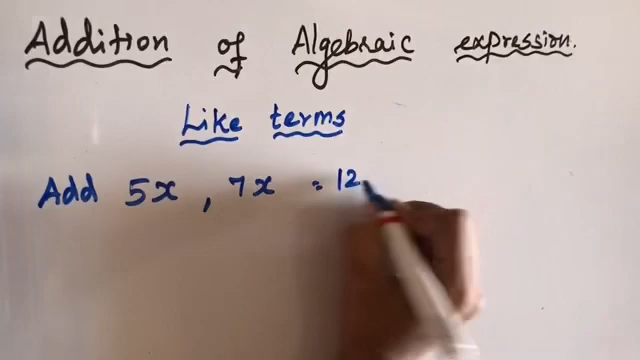 Addition of Algebraic expression.
Like terms
Add 5x , 7x = 12